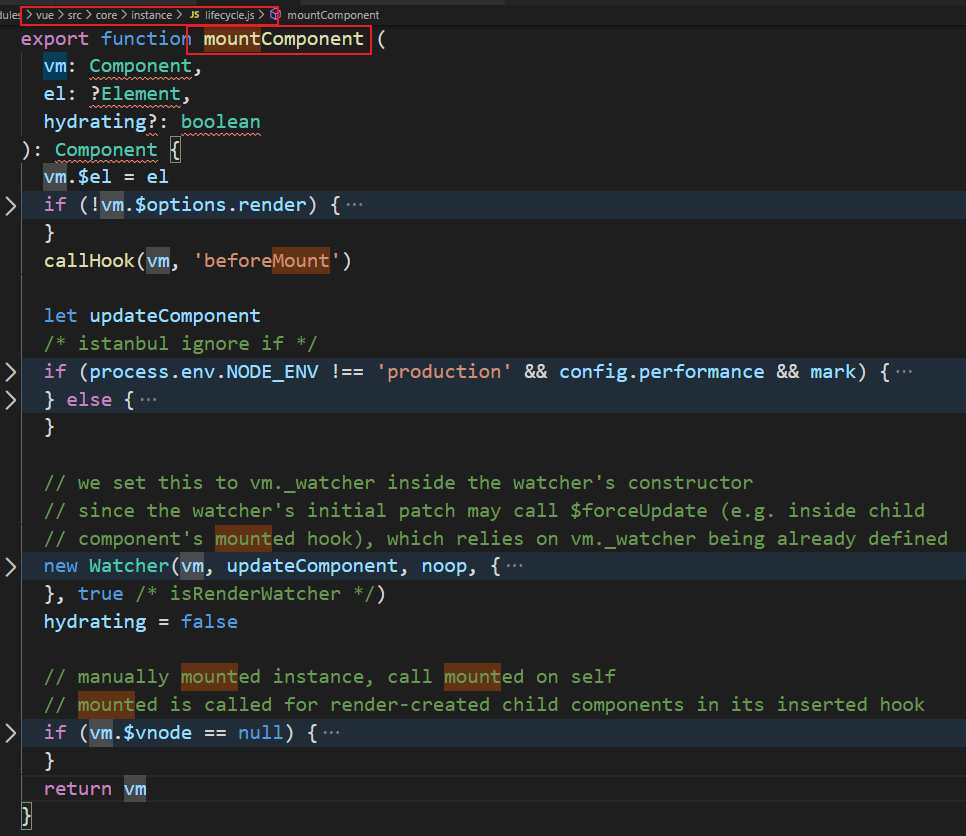 dules > vue > src > core > instance > JS lifecycle.js > mountComponent
export function mountComponent (
  vm: Component,
  el: ?Element,
  hydrating?: boolean
): Component {
  vm.$el = el
  if (!vm.$options.render) {···
  }
  callHook(vm, 'beforeMount')

  let updateComponent
  /* istanbul ignore if */
  if (process.env.NODE_ENV !== 'production' && config.performance && mark) {···
  } else {···
  }

  // we set this to vm._watcher inside the watcher's constructor
  // since the watcher's initial patch may call $forceUpdate (e.g. inside child
  // component's mounted hook), which relies on vm._watcher being already defined
  new Watcher(vm, updateComponent, noop, {···
  }, true /* isRenderWatcher */)
  hydrating = false

  // manually mounted instance, call mounted on self
  // mounted is called for render-created child components in its inserted hook
  if (vm.$vnode == null) {···
  }
  return vm
}